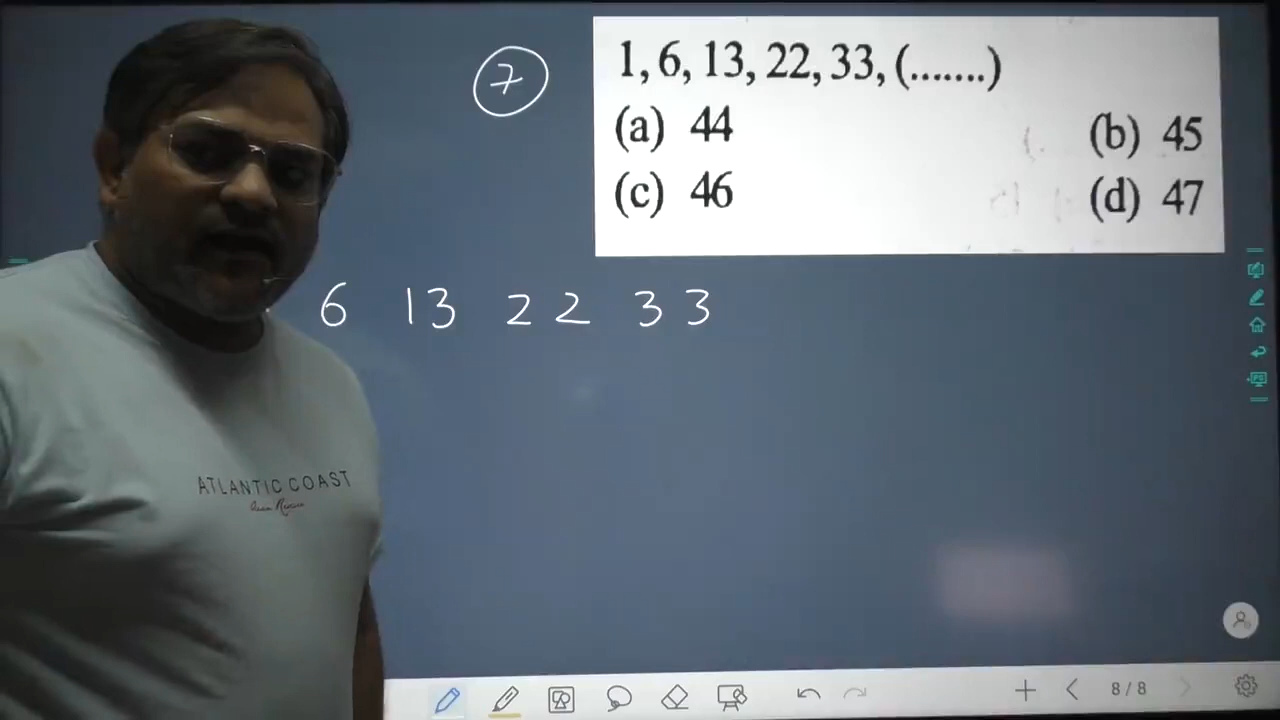 7
1, 6, 13, 22, 33, (.......)
(a) 44 (b) 45
(c) 46 (d) 47
6 13 22 33
ATLANTIC COAST
8/8